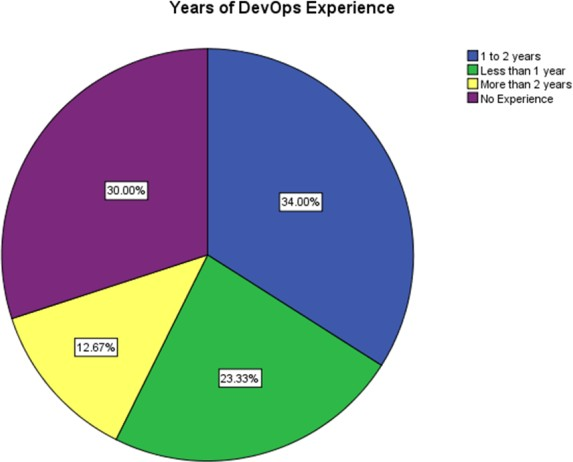 Years of DevOps Experience
1 to 2 years
Less than 1 year
More than 2 years
No Experience
30.00%
34.00%
12.67%
23.33%